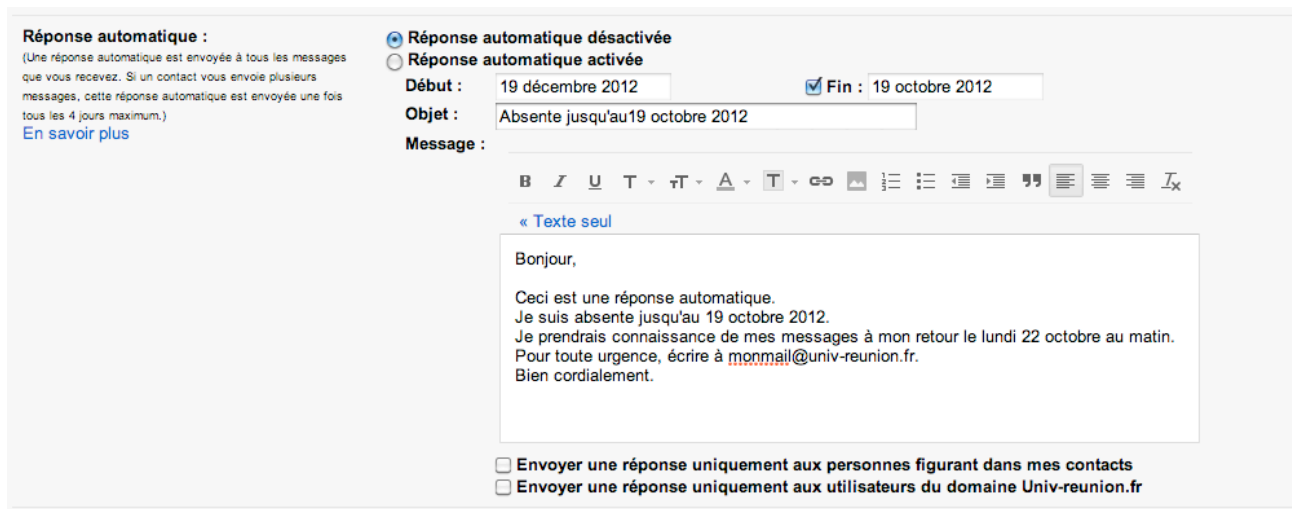 Réponse automatique :
(Une réponse automatique est envoyée à tous les messages
que vous recevez. Si un contact vous envoie plusieurs
messages, cette réponse automatique est envoyée une fois
tous les 4 jours maximum.)
En savoir plus
Réponse automatique désactivée
Réponse automatique activée
Début : 19 décembre 2012 Fin : 19 octobre 2012
Objet : Absente jusqu'au19 octobre 2012
Message :
B I U T T A T
« Texte seul
Bonjour,
Ceci est une réponse automatique.
Je suis absente jusqu'au 19 octobre 2012.
Je prendrais connaissance de mes messages à mon retour le lundi 22 octobre au matin.
Pour toute urgence, écrire à monmail@univ-reunion.fr.
Bien cordialement.
Envoyer une réponse uniquement aux personnes figurant dans mes contacts
Envoyer une réponse uniquement aux utilisateurs du domaine Univ-reunion.fr